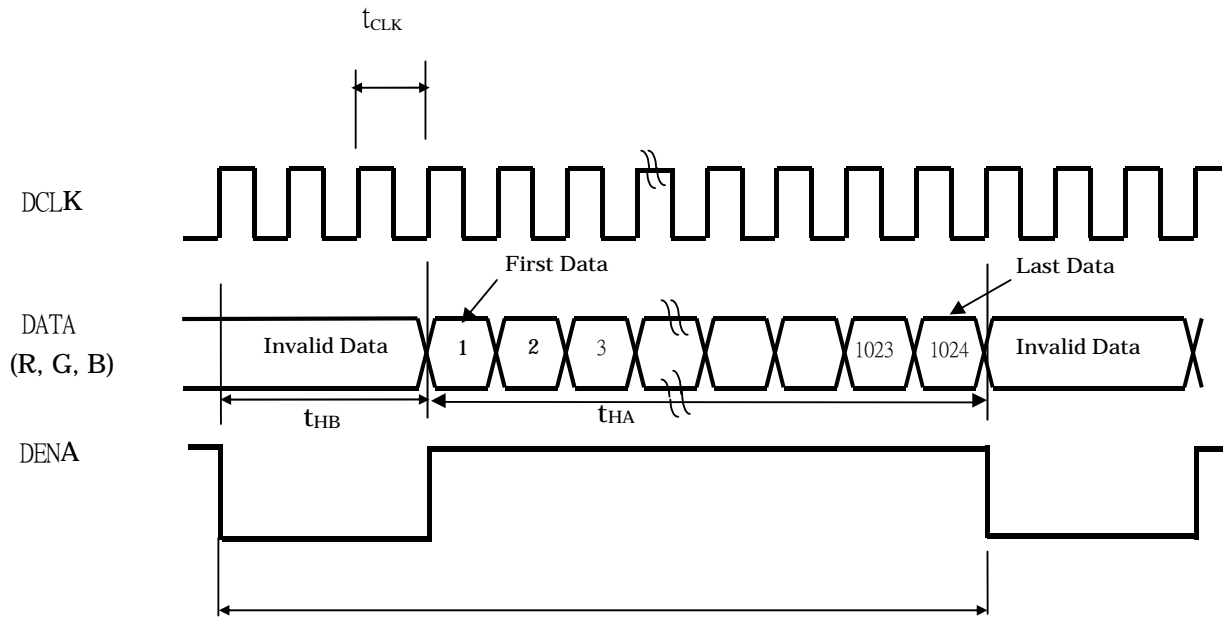 tCLK
DCLK
First Data
Last Data
DATA
(R, G, B)
Invalid Data
1
2
3
1023
1024
Invalid Data
tHB
tHA
DENA